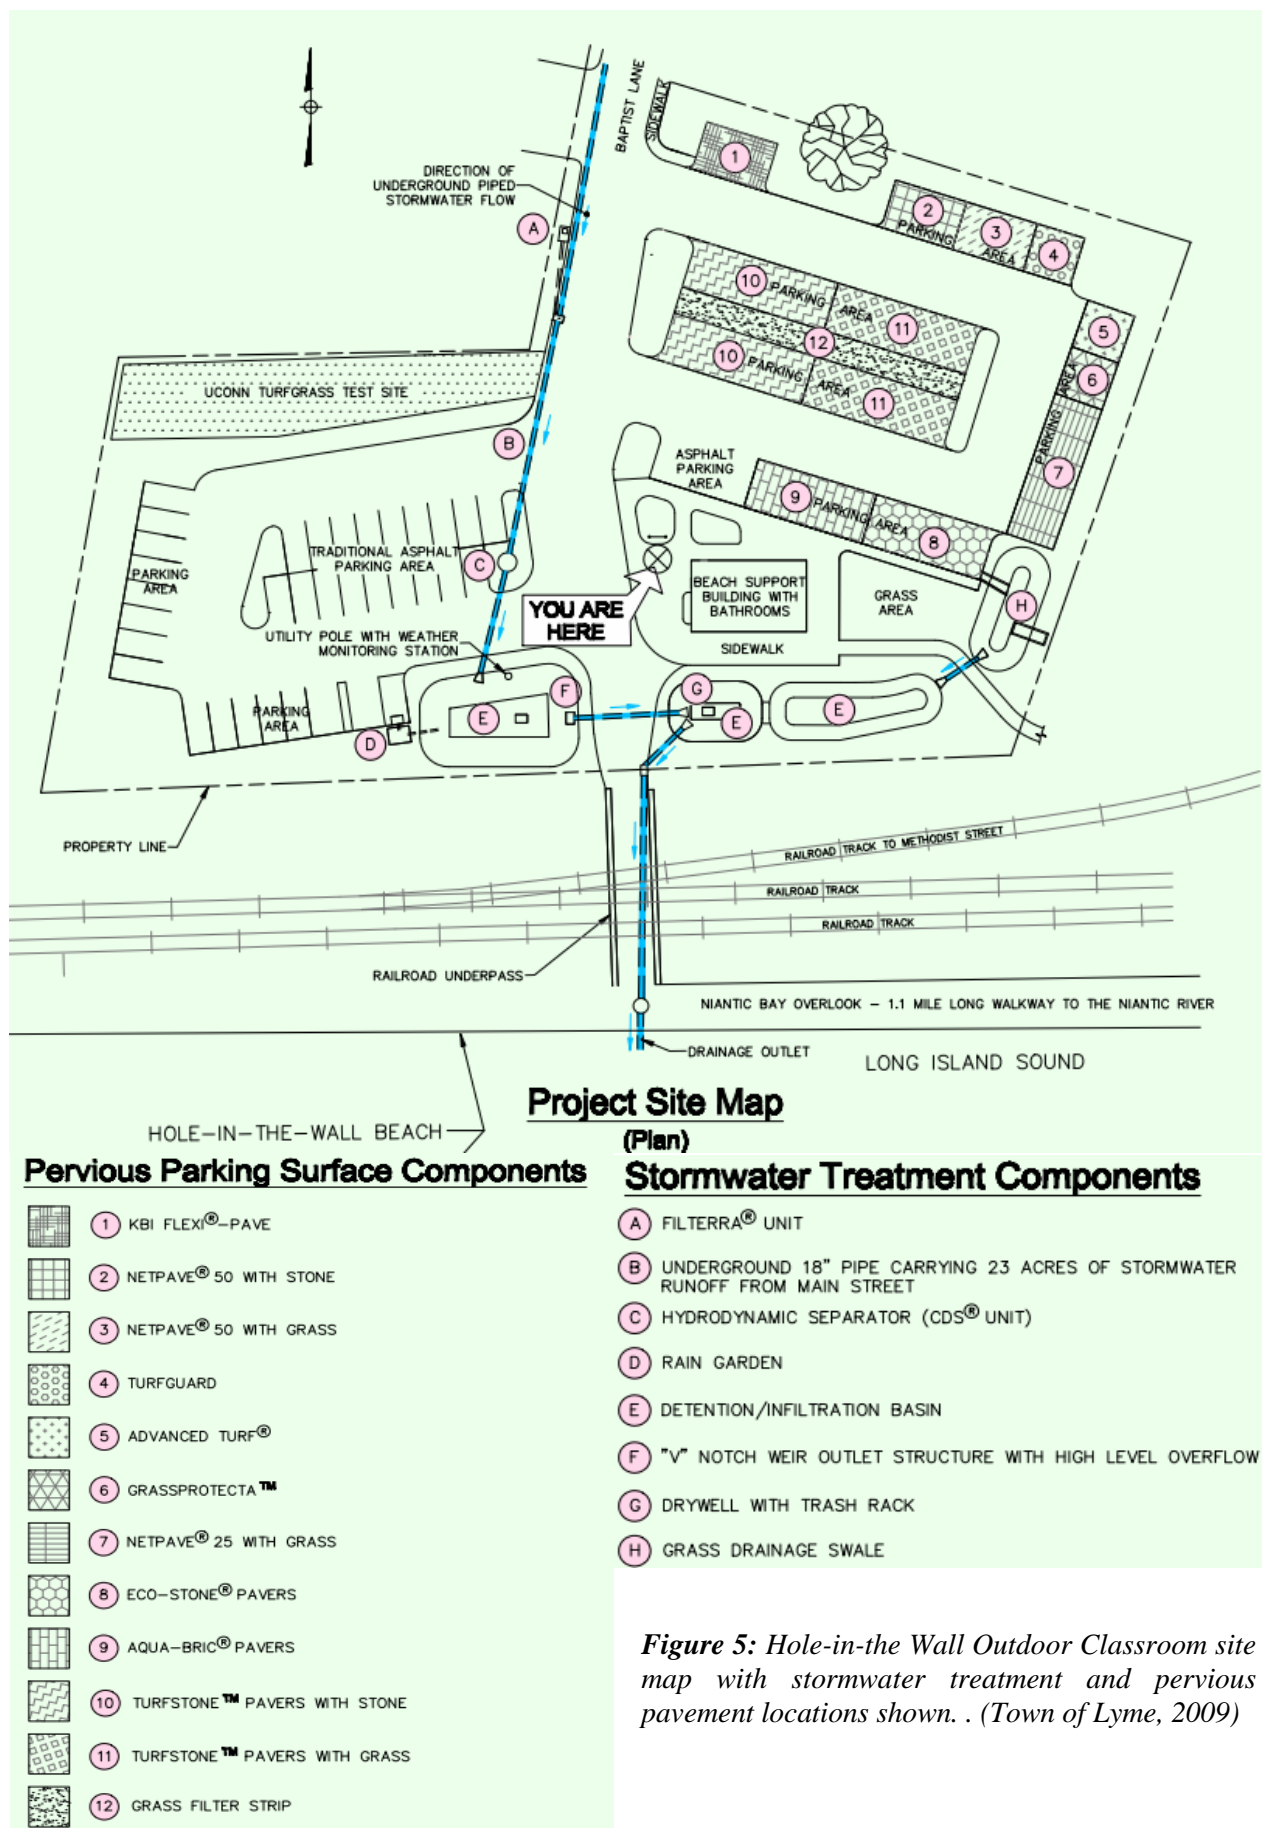 BAPTIST LANE
SIDEWALK
1
DIRECTION OF
UNDERGROUND PIPED
STORMWATER FLOW
A
2
PARKING
3
AREA
4
10
PARKING
AREA
11
12
10
PARKING
AREA
11
5
6
AREA
PARKING
7
UCONN TURFGRASS TEST SITE
B
ASPHALT
PARKING
AREA
9
PARKING
AREA
8
TRADITIONAL ASPHALT
PARKING AREA
C
PARKING
AREA
YOU ARE
HERE
BEACH SUPPORT
BUILDING WITH
BATHROOMS
GRASS
AREA
H
UTILITY POLE WITH WEATHER
MONITORING STATION
SIDEWALK
F
G
E
E
E
PARKING
AREA
D
PROPERTY LINE
RAILROAD TRACK TO METHODIST STREET
RAILROAD TRACK
RAILROAD TRACK
RAILROAD UNDERPASS
NIANTIC BAY OVERLOOK – 1.1 MILE LONG WALKWAY TO THE NIANTIC RIVER
DRAINAGE OUTLET
LONG ISLAND SOUND
HOLE–IN–THE–WALL BEACH
Project Site Map
(Plan)
Pervious Parking Surface Components
1 KBI FLEXI®–PAVE
2 NETPAVE® 50 WITH STONE
3 NETPAVE® 50 WITH GRASS
4 TURFGUARD
5 ADVANCED TURF®
6 GRASSPROTECTA™
7 NETPAVE® 25 WITH GRASS
8 ECO–STONE® PAVERS
9 AQUA–BRIC® PAVERS
10 TURFSTONE™ PAVERS WITH STONE
11 TURFSTONE™ PAVERS WITH GRASS
12 GRASS FILTER STRIP
Stormwater Treatment Components
A FILTERRA® UNIT
B UNDERGROUND 18" PIPE CARRYING 23 ACRES OF STORMWATER
RUNOFF FROM MAIN STREET
C HYDRODYNAMIC SEPARATOR (CDS® UNIT)
D RAIN GARDEN
E DETENTION/INFILTRATION BASIN
F "V" NOTCH WEIR OUTLET STRUCTURE WITH HIGH LEVEL OVERFLOW
G DRYWELL WITH TRASH RACK
H GRASS DRAINAGE SWALE
Figure 5: Hole-in-the Wall Outdoor Classroom site
map with stormwater treatment and pervious
pavement locations shown. . (Town of Lyme, 2009)